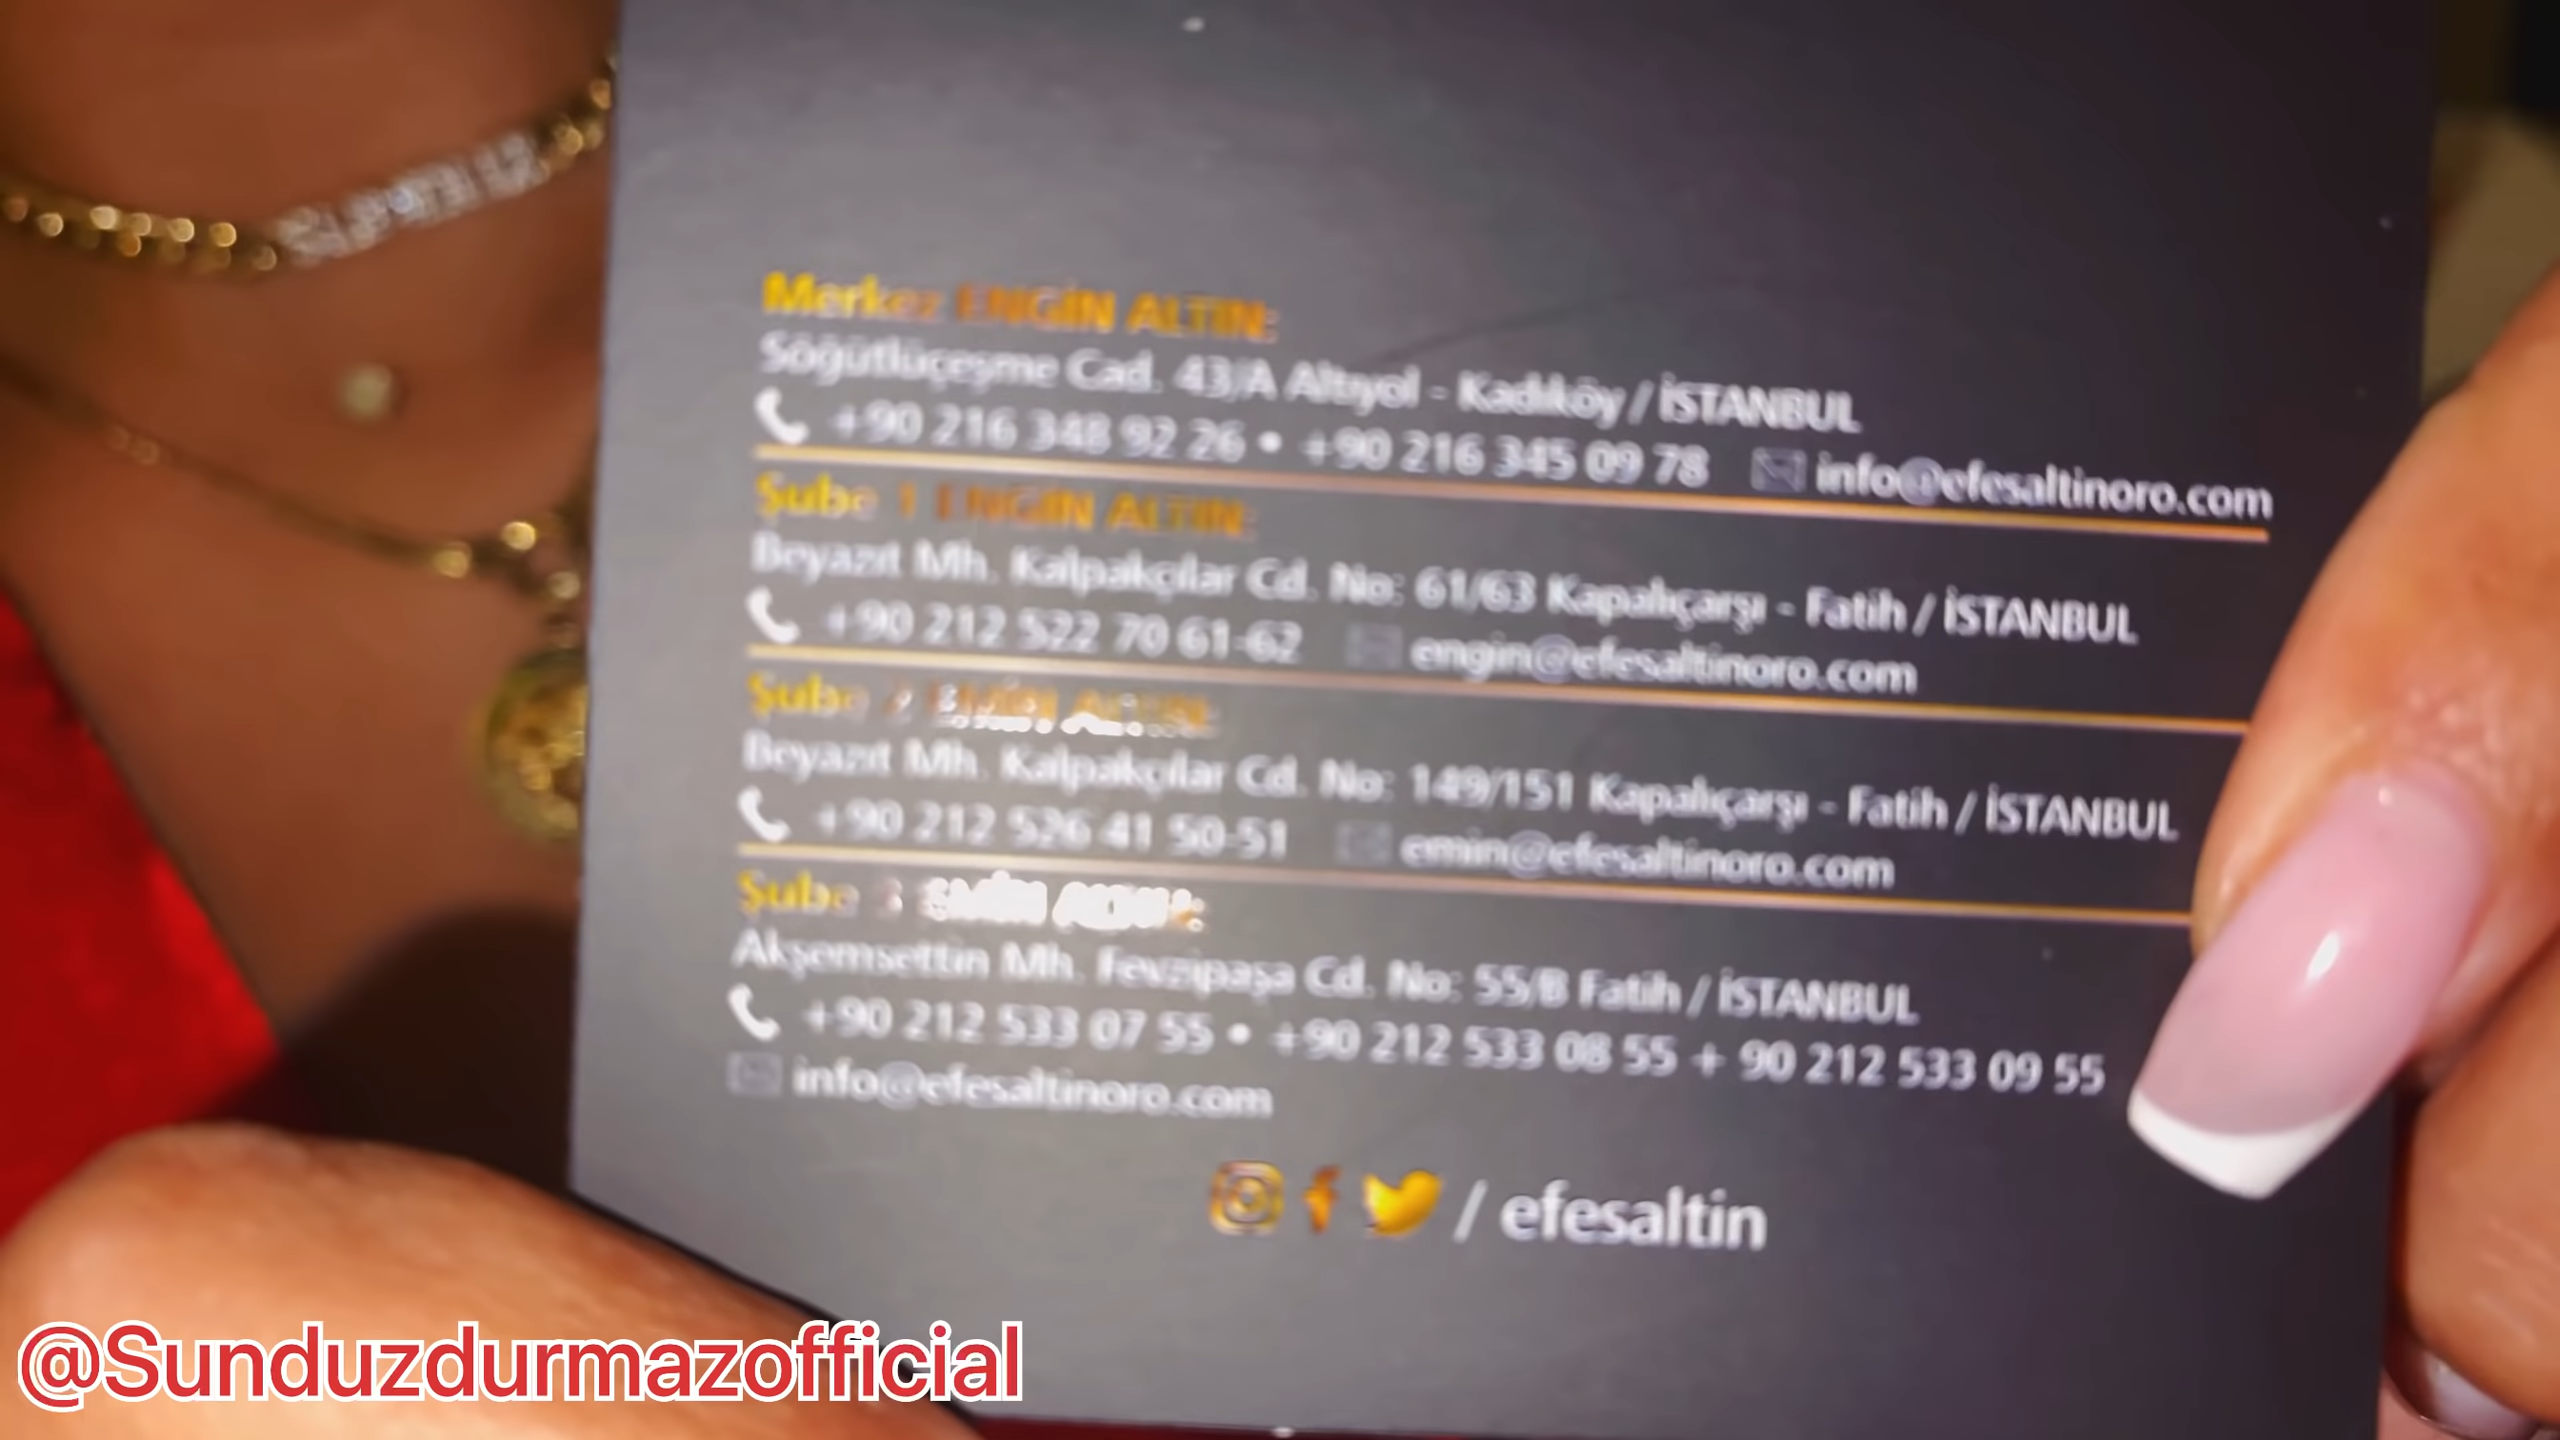 Merkez ENGİN ALTIN:
Söğütlüçeşme Cad. 43/A Altıyol - Kadıköy / İSTANBUL
+90 216 348 92 26 • +90 216 345 09 78 info@efesaltinoro.com
Şube 1 ENGİN ALTIN:
Beyazıt Mh. Kalpakçılar Cd. No: 61/63 Kapalıçarşı - Fatih / İSTANBUL
+90 212 522 70 61-62 engin@efesaltinoro.com
Şube 2 EMİN ALTIN:
Beyazıt Mh. Kalpakçılar Cd. No: 149/151 Kapalıçarşı - Fatih / İSTANBUL
+90 212 526 41 50-51 emin@efesaltinoro.com
Şube 3 EMİN ALTIN:
Akşemsettin Mh. Fevzipaşa Cd. No: 55/B Fatih / İSTANBUL
+90 212 533 07 55 • +90 212 533 08 55 + 90 212 533 09 55
info@efesaltinoro.com
/ efesaltin
@Sunduzdurmazofficial